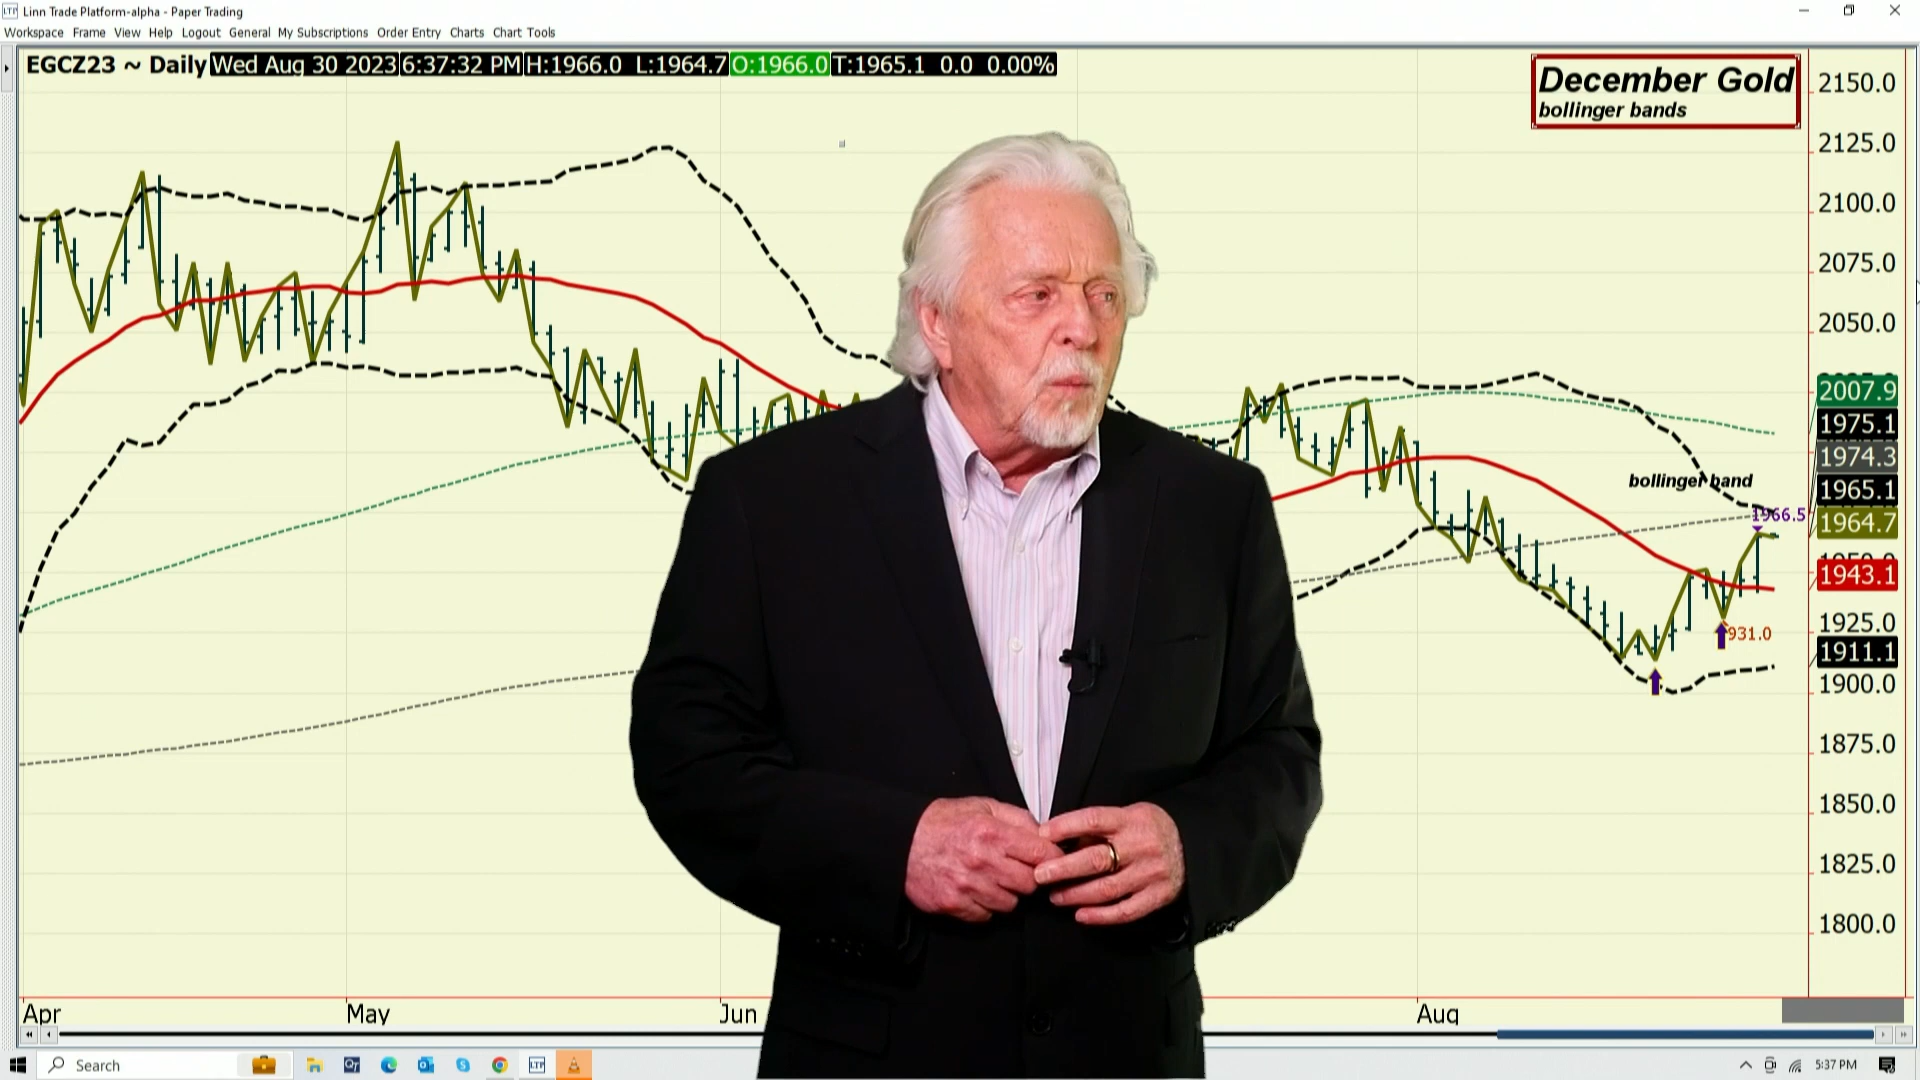 Linn Trade Platform-alpha - Paper Trading
Workspace Frame View Help Logout General My Subscriptions Order Entry Charts Chart Tools
EGCZ23 ~ Daily Wed Aug 30 2023 6:37:32 PM H:1966.0 L:1964.7 O:1966.0 T:1965.1 0.0 0.00%
December Gold
bollinger bands
2150.0
2125.0
2100.0
2075.0
2050.0
2007.9
1975.1
1974.3
bollinger band
1965.1
1966.5
1964.7
1943.1
1925.0
931.0
1911.1
1900.0
1875.0
1850.0
1825.0
1800.0
Apr May Jun Aug
Search
5:37 PM